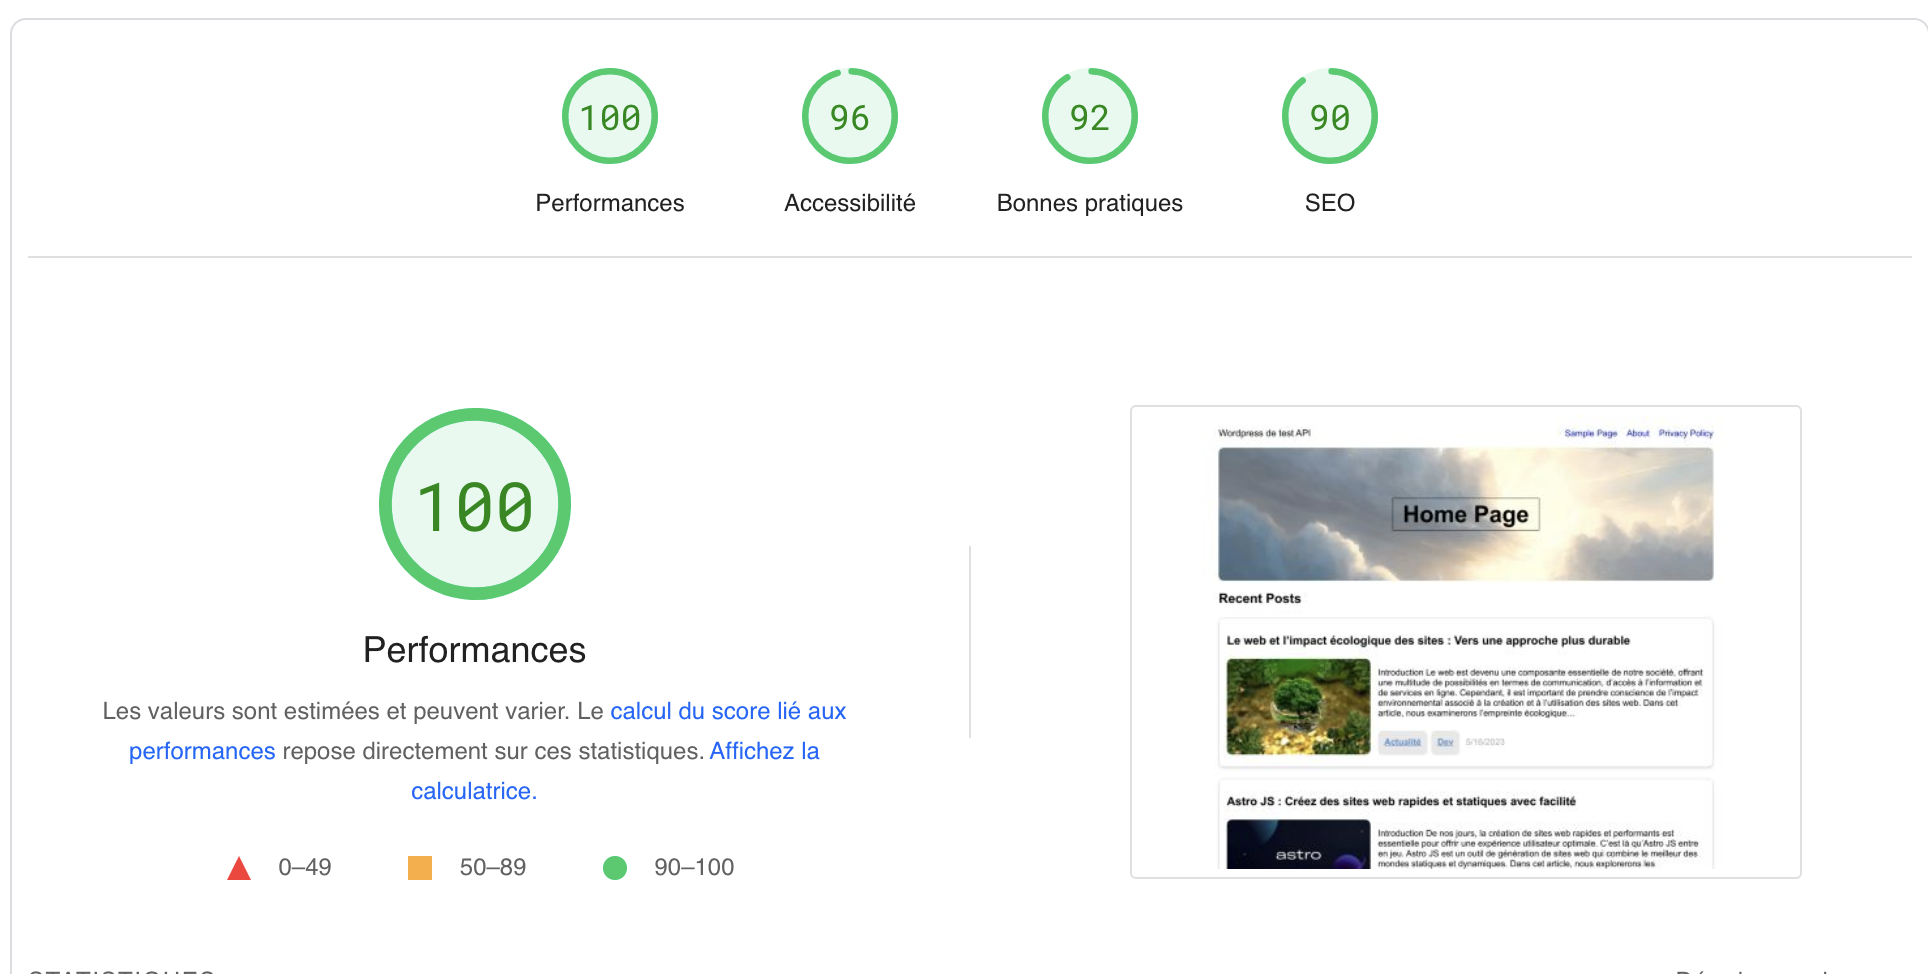 100
96
92
90
Performances
Accessibilité
Bonnes pratiques
SEO
100
Performances
Les valeurs sont estimées et peuvent varier. Le calcul du score lié aux
performances repose directement sur ces statistiques. Affichez la
calculatrice.
0–49
50–89
90–100
Wordpress de test API
Sample Page About Privacy Policy
Home Page
Recent Posts
Le web et l'impact écologique des sites : Vers une approche plus durable
Introduction Le web est devenu une composante essentielle de notre société, offrant
une multitude de possibilités en termes de communication, d'accès à l'information et
de services en ligne. Cependant, il est important de prendre conscience de l'impact
environnemental associé à la création et à l'utilisation des sites web. Dans cet
article, nous examinerons l'empreinte écologique...
Actualité Dev 5/16/2023
Astro JS : Créez des sites web rapides et statiques avec facilité
astro
Introduction De nos jours, la création de sites web rapides et performants est
essentielle pour offrir une expérience utilisateur optimale. C'est là qu'Astro JS entre
en jeu. Astro JS est un outil de génération de sites web qui combine le meilleur des
mondes statiques et dynamiques. Dans cet article, nous explorerons les
STATISTIQUES